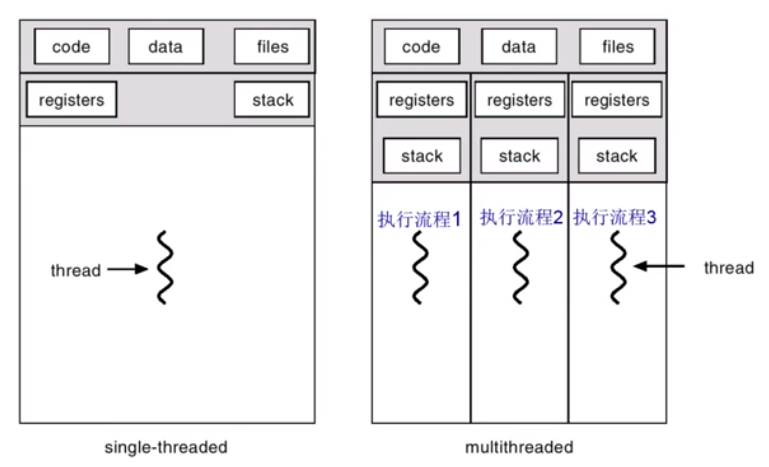 code data files
registers stack
thread
single-threaded
code data files
registers registers registers
stack stack stack
执行流程1 执行流程2 执行流程3
thread
multithreaded